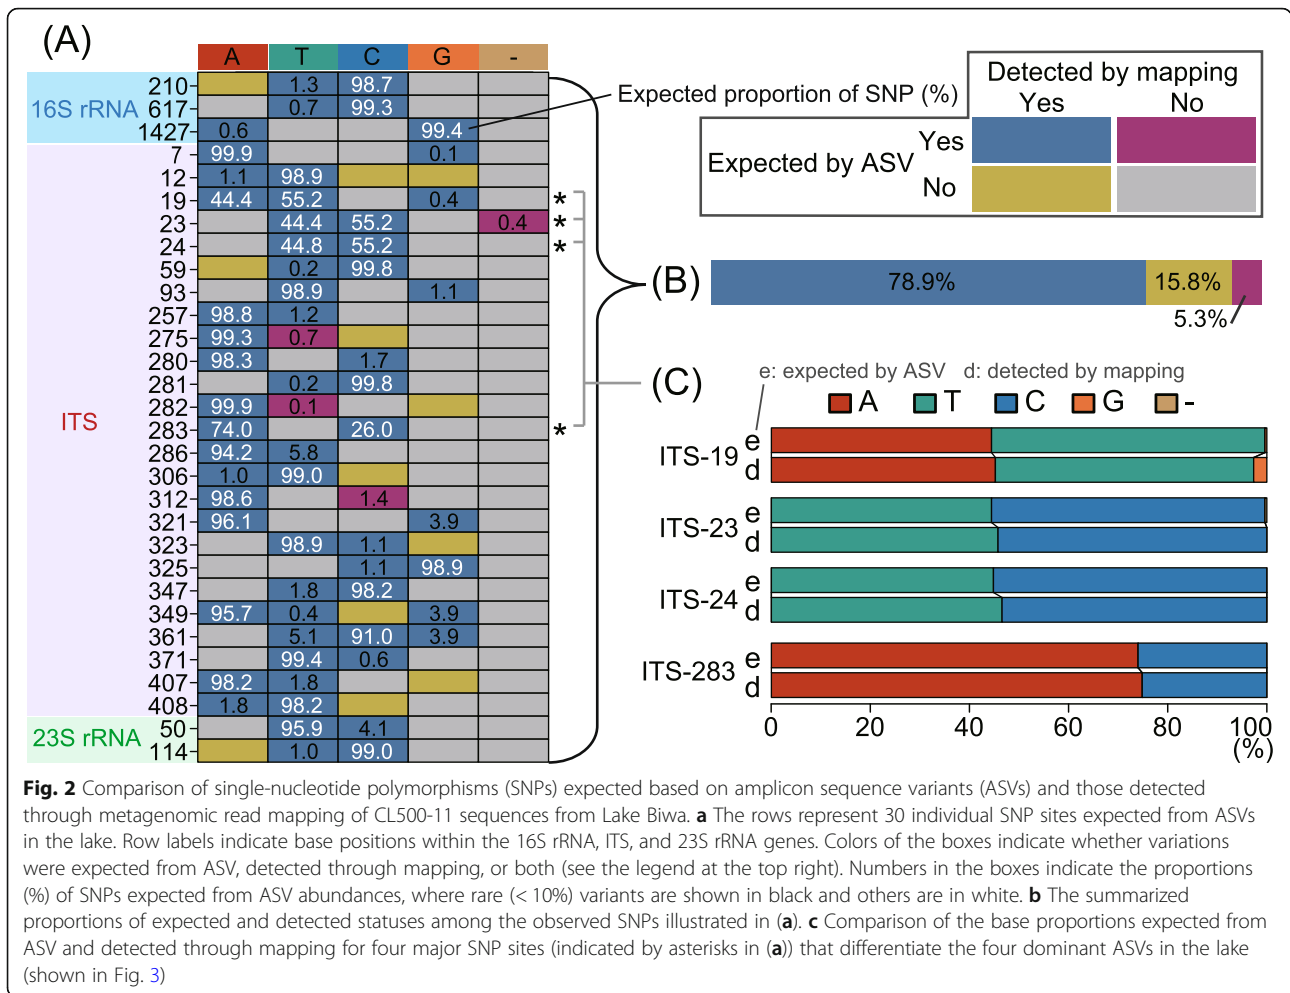 (A)
A T C G -
16S rRNA
210 1.3 98.7
617 0.7 99.3
1427 0.6 99.4
ITS
7 99.9 0.1
12 1.1 98.9
19 44.4 55.2 0.4 *
23 44.4 55.2 0.4 *
24 44.8 55.2 *
59 0.2 99.8
93 98.9 1.1
257 98.8 1.2
275 99.3 0.7
280 98.3 1.7
281 0.2 99.8
282 99.9 0.1
283 74.0 26.0 *
286 94.2 5.8
306 1.0 99.0
312 98.6 1.4
321 96.1 3.9
323 98.9 1.1
325 1.1 98.9
347 1.8 98.2
349 95.7 0.4 3.9
361 5.1 91.0 3.9
371 99.4 0.6
407 98.2 1.8
408 1.8 98.2
23S rRNA
50 95.9 4.1
114 1.0 99.0
Expected proportion of SNP (%)
Detected by mapping
Yes No
Expected by ASV
Yes
No
(B)
78.9% 15.8%
5.3%
(C)
e: expected by ASV d: detected by mapping
A T C G -
ITS-19 e
d
ITS-23 e
d
ITS-24 e
d
ITS-283 e
d
0 20 40 60 80 100
(%)
Fig. 2 Comparison of single-nucleotide polymorphisms (SNPs) expected based on amplicon sequence variants (ASVs) and those detected
through metagenomic read mapping of CL500-11 sequences from Lake Biwa. a The rows represent 30 individual SNP sites expected from ASVs
in the lake. Row labels indicate base positions within the 16S rRNA, ITS, and 23S rRNA genes. Colors of the boxes indicate whether variations
were expected from ASV, detected through mapping, or both (see the legend at the top right). Numbers in the boxes indicate the proportions
(%) of SNPs expected from ASV abundances, where rare (< 10%) variants are shown in black and others are in white. b The summarized
proportions of expected and detected statuses among the observed SNPs illustrated in (a). c Comparison of the base proportions expected from
ASV and detected through mapping for four major SNP sites (indicated by asterisks in (a)) that differentiate the four dominant ASVs in the lake
(shown in Fig. 3)